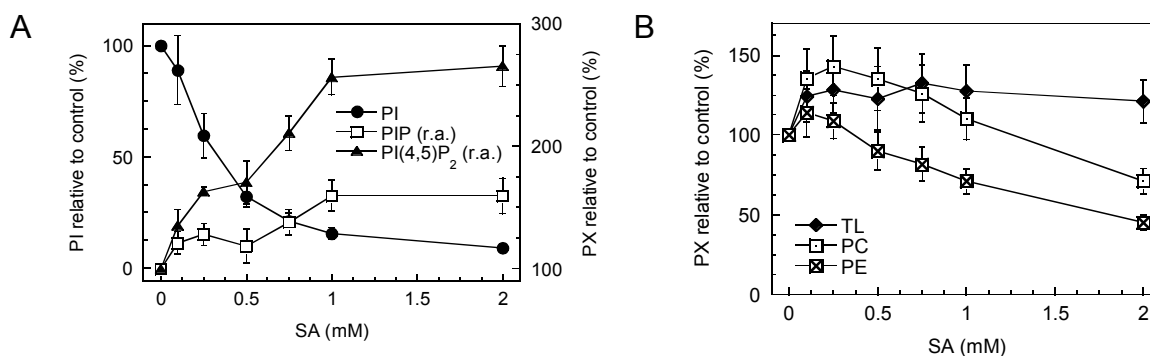 A
PI relative to control (%)
100
50
0
300
200
100
PX relative to control (%)
PI
PIP (r.a.)
PI(4,5)P₂ (r.a.)
0 0.5 1 1.5 2
SA (mM)
B
PX relative to control (%)
150
100
50
0
TL
PC
PE
0 0.5 1 1.5 2
SA (mM)